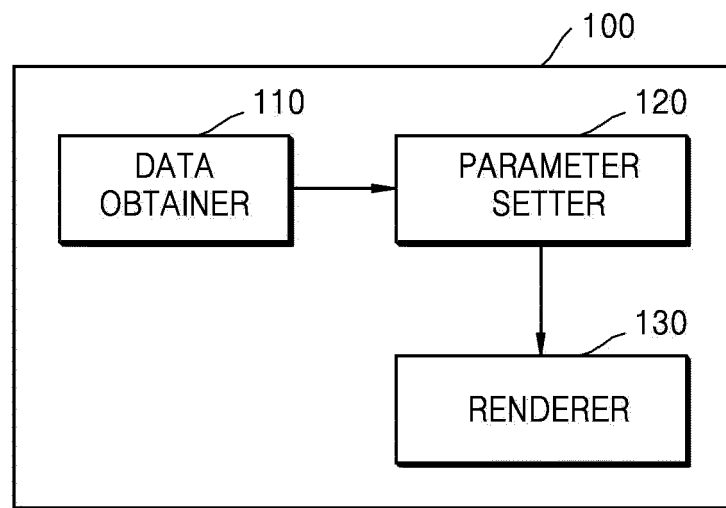 100
110
120
DATA
OBTAINER
PARAMETER
SETTER
130
RENDERER